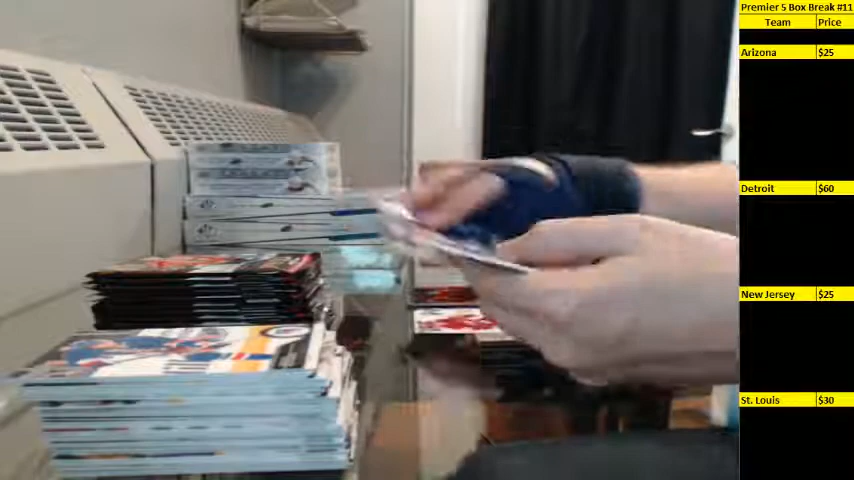 Premier 5 Box Break #11
Team Price
Arizona $25
Detroit $60
New Jersey $25
St. Louis $30